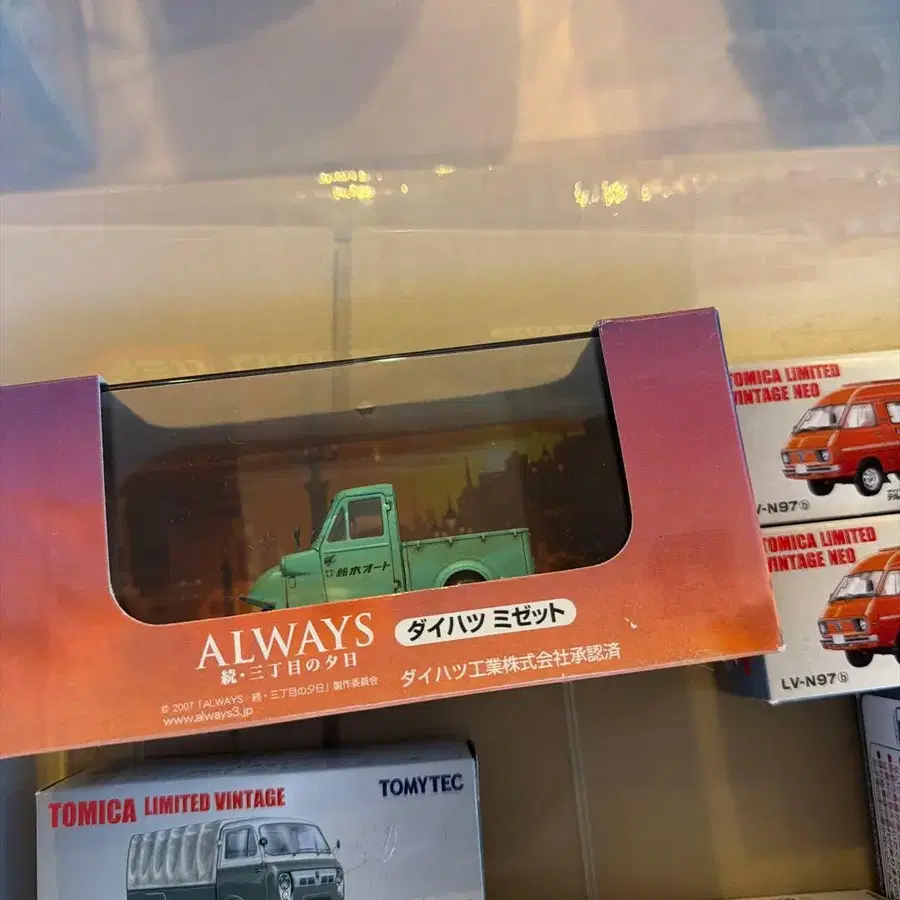 鈴木オート
ALWAYS
続・三丁目の夕日
ダイハツ ミゼット
ダイハツ工業株式会社承認済
© 2007「ALWAYS 続・三丁目の夕日」製作委員会
www.always3.jp
TOMICA LIMITED
VINTAGE NEO
LV-N97ⓑ
TOMICA LIMITED
VINTAGE NEO
LV-N97ⓑ
TOMICA LIMITED VINTAGE
TOMYTEC